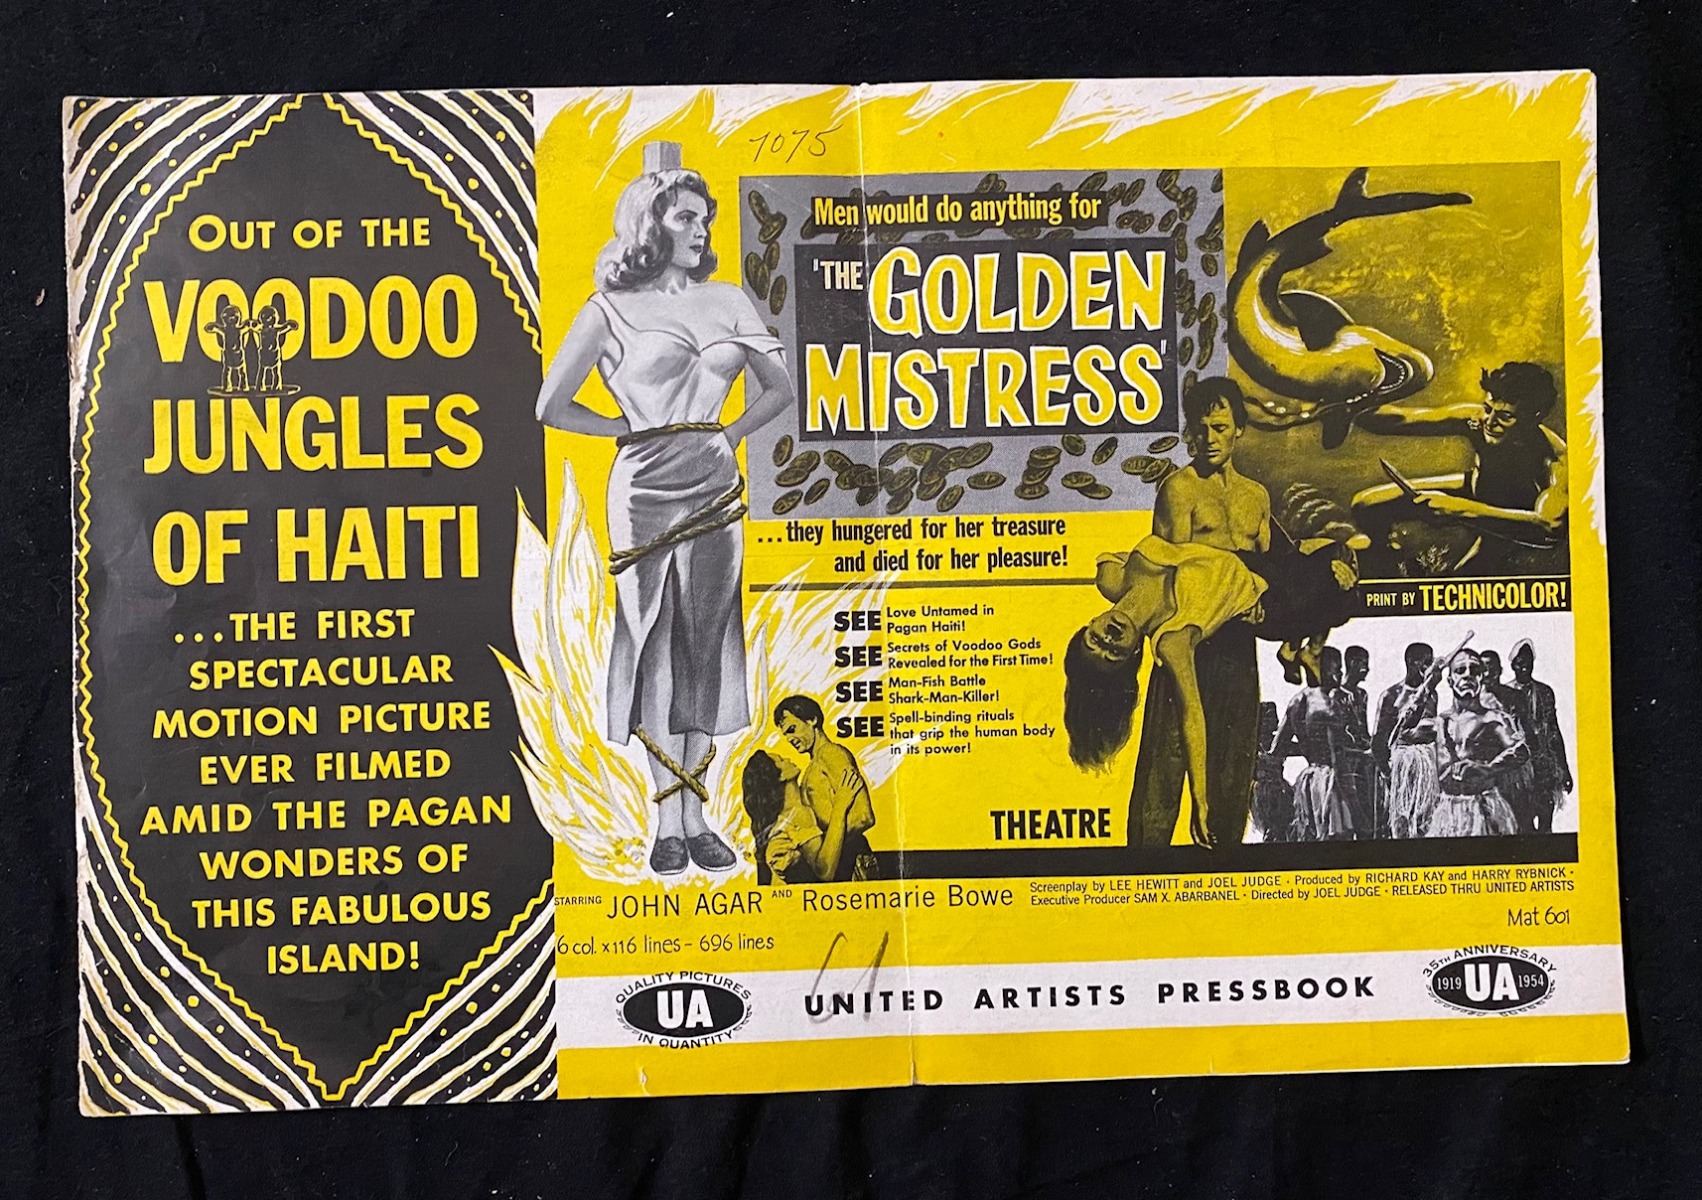 OUT OF THE
VOODOO
JUNGLES
OF HAITI
...THE FIRST
SPECTACULAR
MOTION PICTURE
EVER FILMED
AMID THE PAGAN
WONDERS OF
THIS FABULOUS
ISLAND!
1075
Men would do anything for
'THE GOLDEN
MISTRESS'
...they hungered for her treasure
and died for her pleasure!
SEE Love Untamed in
Pagan Haiti!
SEE Secrets of Voodoo Gods
Revealed for the First Time!
SEE Man-Fish Battle
Shark-Man-Killer!
SEE Spell-binding rituals
that grip the human body
in its power!
PRINT BY TECHNICOLOR!
THEATRE
STARRING JOHN AGAR AND Rosemarie Bowe
Screenplay by LEE HEWITT and JOEL JUDGE • Produced by RICHARD KAY and HARRY RYBNICK •
Executive Producer SAM X. ABARBANEL • Directed by JOEL JUDGE • RELEASED THRU UNITED ARTISTS
6 col. x 116 lines - 696 lines
Mat 601
QUALITY PICTURES
UA
IN QUANTITY
UNITED ARTISTS PRESSBOOK
35TH ANNIVERSARY
1919 UA 1954